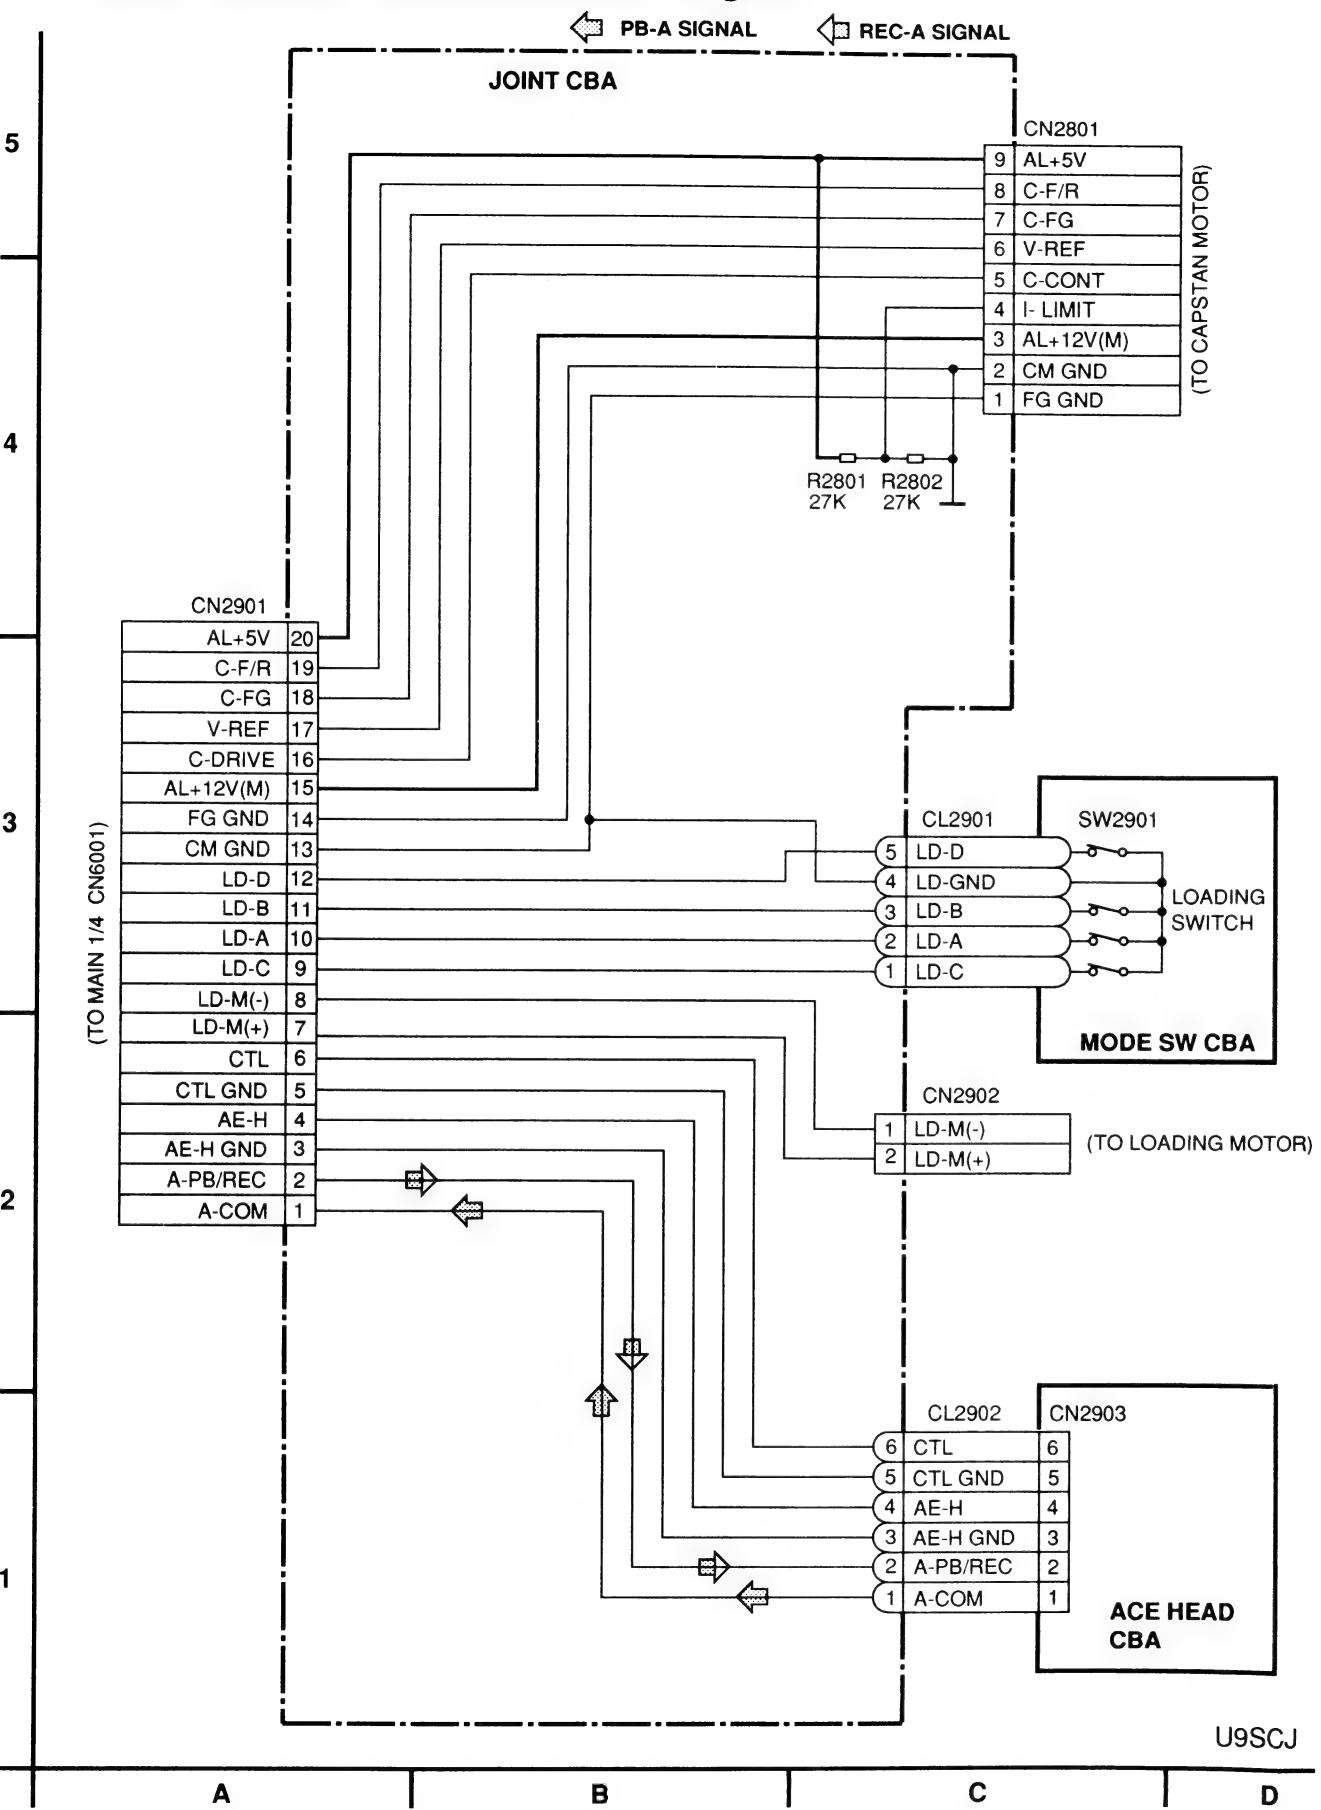 PB-A SIGNAL
REC-A SIGNAL
JOINT CBA
5
CN2801
9 AL+5V
8 C-F/R
7 C-FG
6 V-REF
5 C-CONT
4 I- LIMIT
3 AL+12V(M)
2 CM GND
1 FG GND
(TO CAPSTAN MOTOR)
4
R2801 R2802
27K 27K
CN2901
AL+5V 20
C-F/R 19
C-FG 18
V-REF 17
C-DRIVE 16
AL+12V(M) 15
FG GND 14
CM GND 13
LD-D 12
LD-B 11
LD-A 10
LD-C 9
LD-M(-) 8
LD-M(+) 7
CTL 6
CTL GND 5
AE-H 4
AE-H GND 3
A-PB/REC 2
A-COM 1
(TO MAIN 1/4 CN6001)
3
CL2901
SW2901
5 LD-D
4 LD-GND
3 LD-B
2 LD-A
1 LD-C
LOADING
SWITCH
MODE SW CBA
CN2902
1 LD-M(-)
2 LD-M(+)
(TO LOADING MOTOR)
2
CL2902
CN2903
6 CTL 6
5 CTL GND 5
4 AE-H 4
3 AE-H GND 3
2 A-PB/REC 2
1 A-COM 1
1
ACE HEAD
CBA
U9SCJ
A
B
C
D